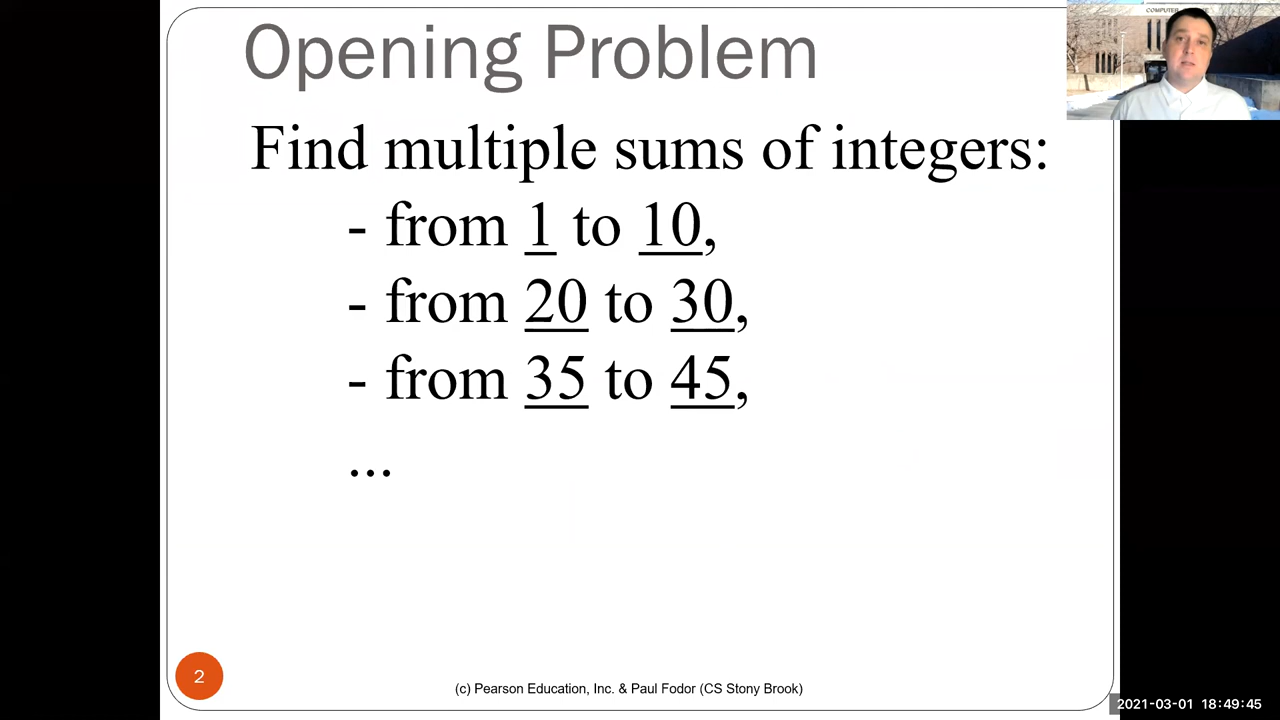 Opening Problem
COMPUTER
Find multiple sums of integers:
- from 1 to 10,
- from 20 to 30,
- from 35 to 45,
...
2
(c) Pearson Education, Inc. & Paul Fodor (CS Stony Brook)
2021-03-01 18:49:45